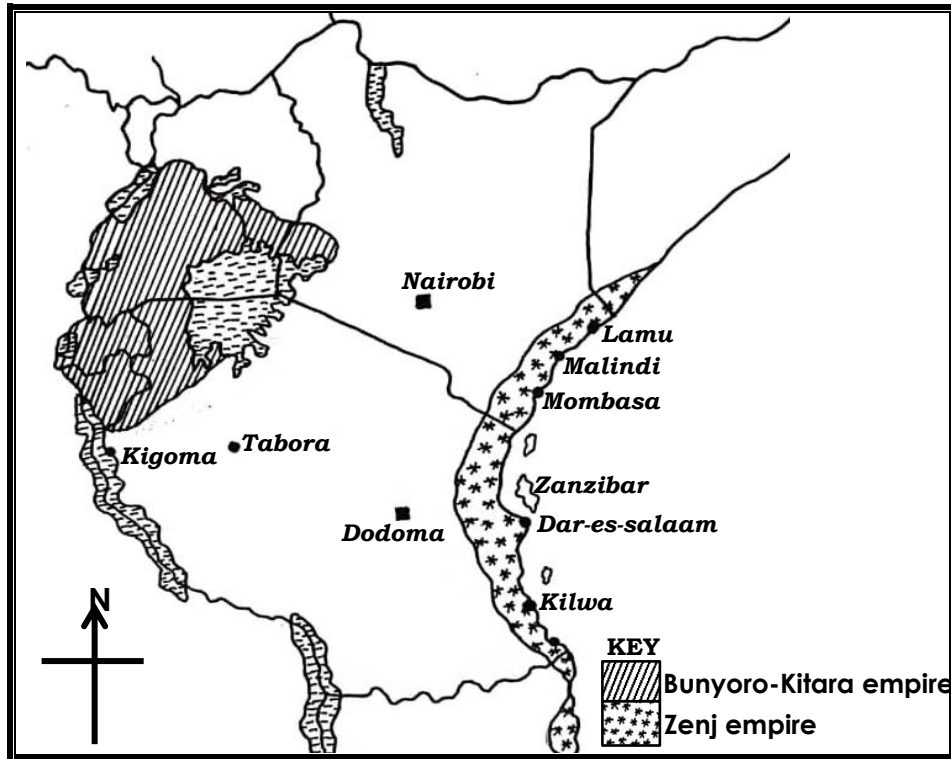 Nairobi
Lamu
Malindi
Mombasa
Kigoma
Tabora
Zanzibar
Dodoma
Dar-es-salaam
Kilwa
N
KEY
Bunyoro-Kitara empire
Zenj empire